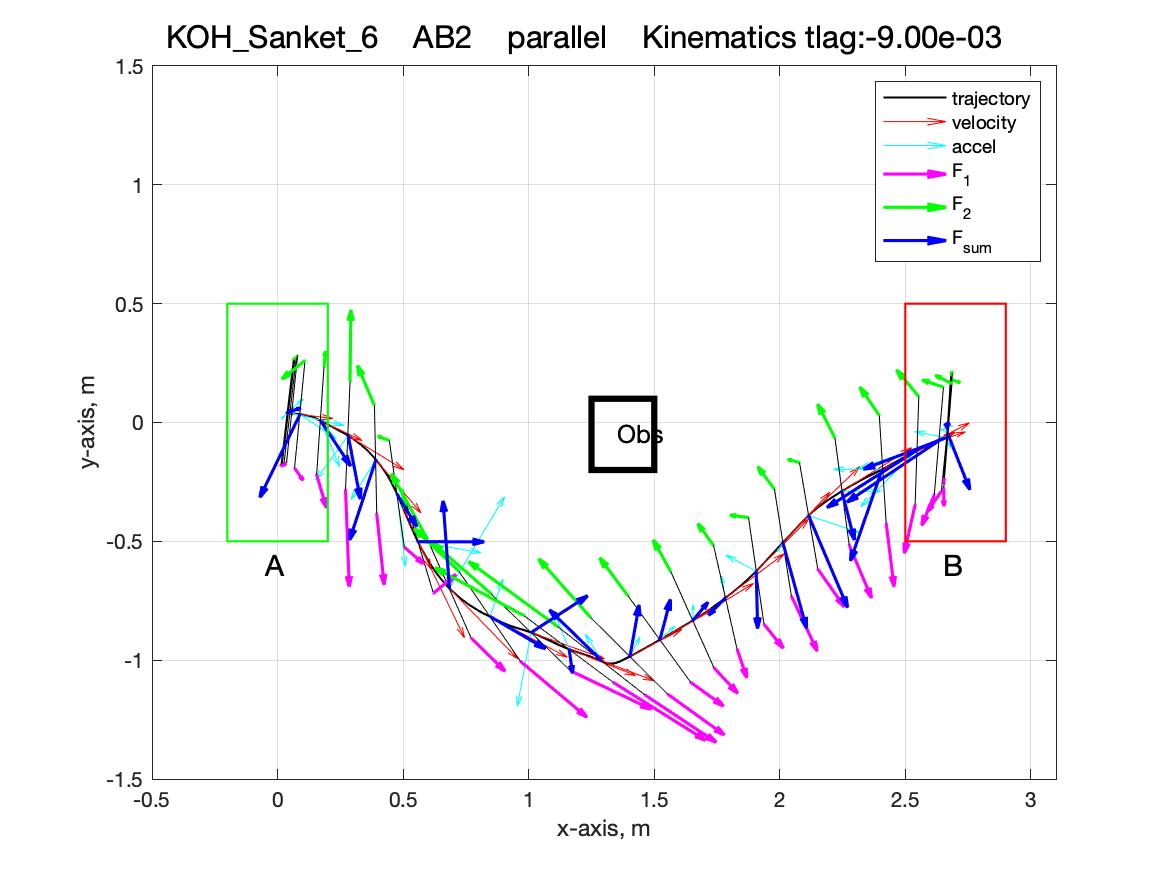 KOH_Sanket_6 AB2 parallel Kinematics tlag:-9.00e-03
1.5
1
0.5
0
-0.5
-1
-1.5
y-axis, m
trajectory
velocity
accel
F1
F2
Fsum
Obs
A
B
-0.5 0 0.5 1 1.5 2 2.5 3
x-axis, m